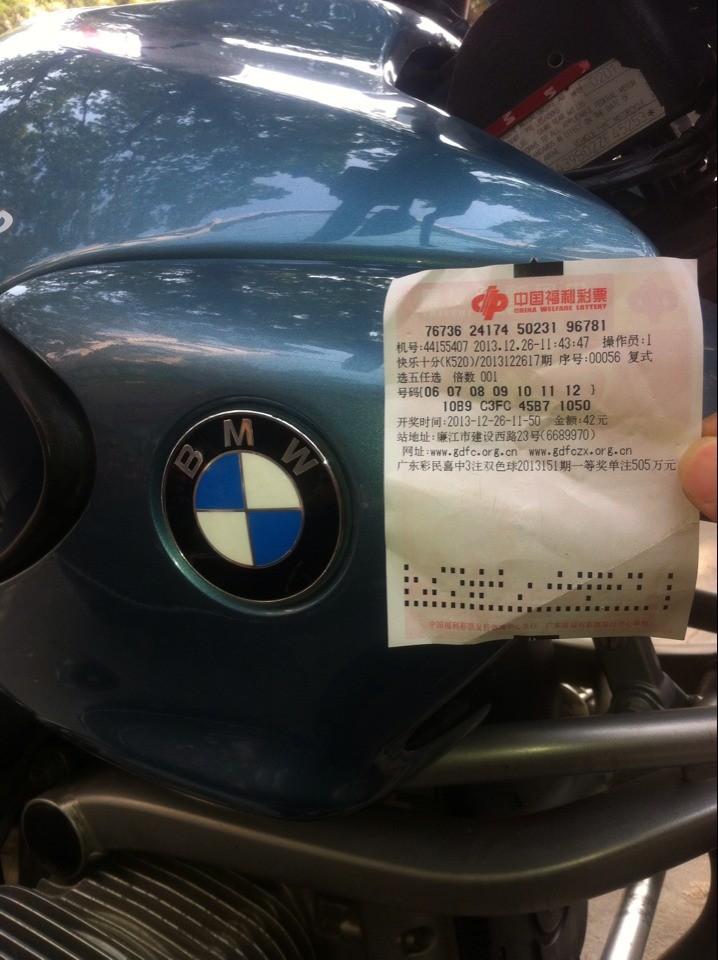 BMW
中国福利彩票
CHINA WELFARE LOTTERY
76736 24174 50231 96781
机号:44155407 2013.12.26-11:43:47 操作员:1
快乐十分(K520)/2013122617期 序号:00056 复式
选五任选 倍数 001
号码[06 07 08 09 10 11 12 ]
10B9 C3FC 45B7 1050
开奖时间:2013-12-26-11-50 金额:42元
站地址:廉江市建设西路23号(6689970)
网址:www.gdfc.org.cn www.gdfczx.org.cn
广东彩民喜中3注双色球2013151期一等奖单注505万元